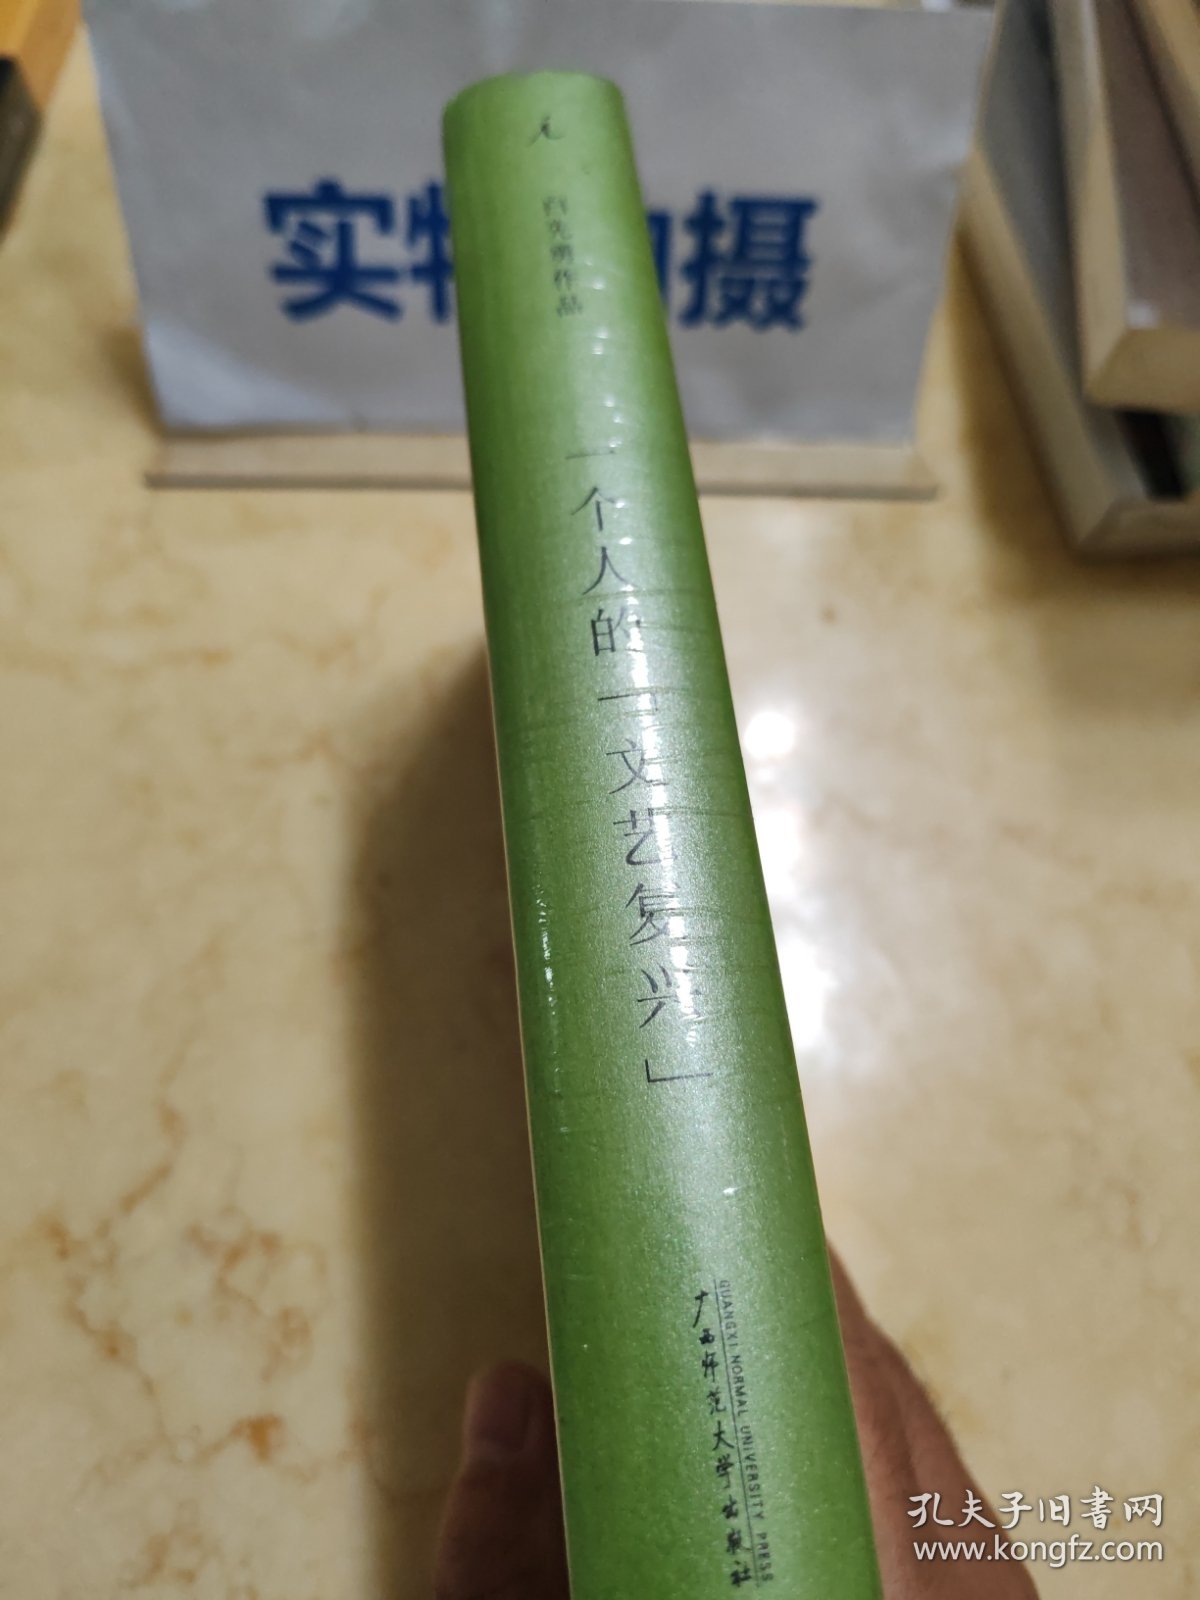 实物拍摄
白先勇作品
一个人的「文艺复兴」
广西师范大学出版社
GUANGXI NORMAL UNIVERSITY PRESS
孔夫子旧书网
www.kongfz.com